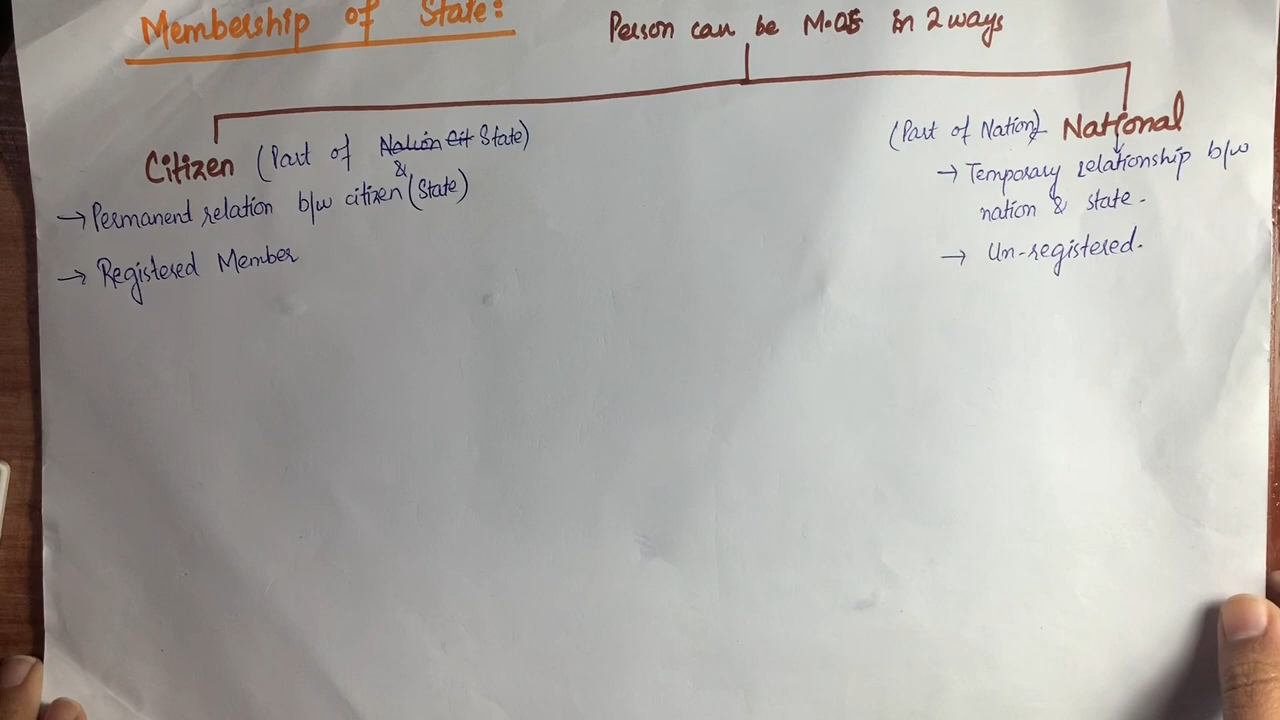 Membership of State:
Person can be M.OS in 2 ways
Citizen (Part of Nation Cit State)
&
→ Permanent relation b/w citizen (State)
→ Registered Member
(Part of Nation) National
→ Temporary relationship b/w
nation & state.
→ Un-registered.